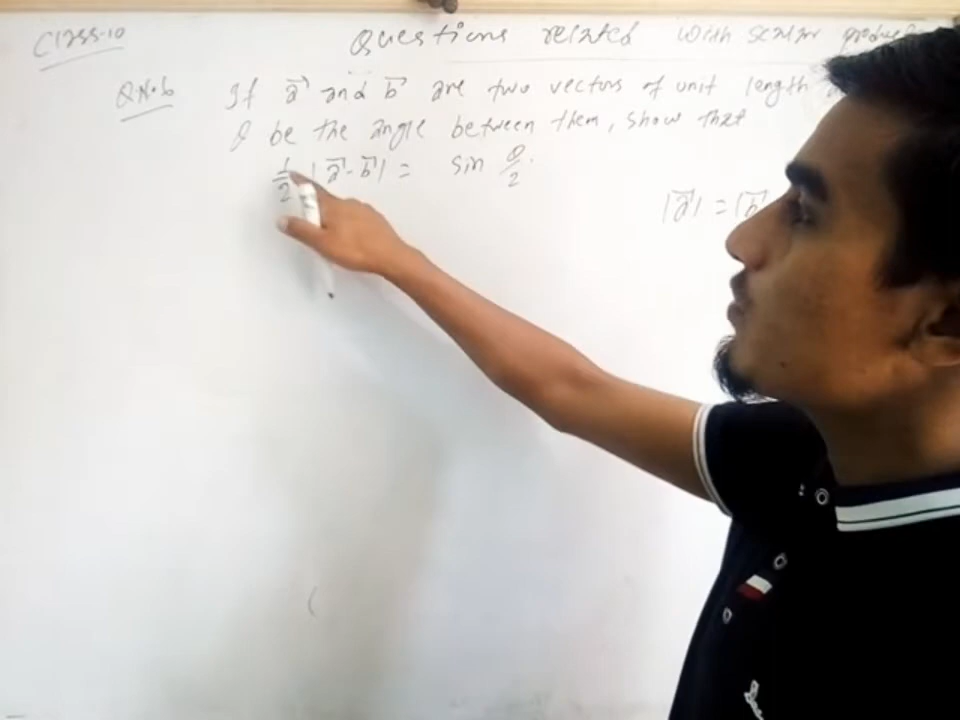 Class-10
Questions related with scalar produc
Q.N.6 If a⃗ and b⃗ are two vectors of unit length
θ be the angle between them, show that
1/2 |a⃗ - b⃗| = sin θ/2.
|a⃗| = |b⃗